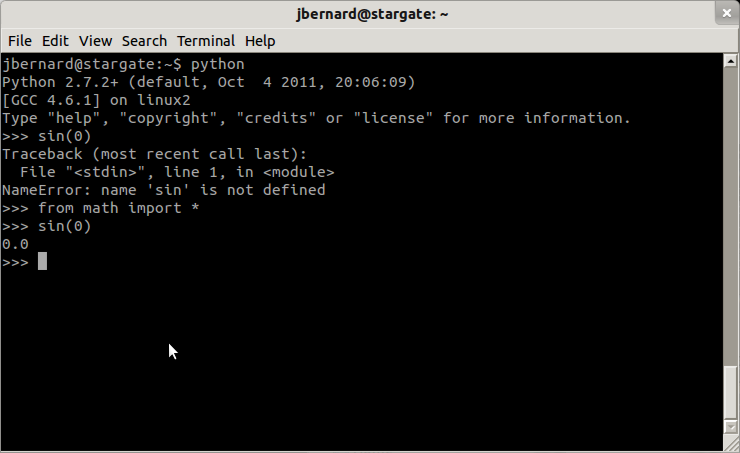 jbernard@stargate: ~
File Edit View Search Terminal Help
jbernard@stargate:~$ python
Python 2.7.2+ (default, Oct  4 2011, 20:06:09)
[GCC 4.6.1] on linux2
Type "help", "copyright", "credits" or "license" for more information.
>>> sin(0)
Traceback (most recent call last):
  File "<stdin>", line 1, in <module>
NameError: name 'sin' is not defined
>>> from math import *
>>> sin(0)
0.0
>>>